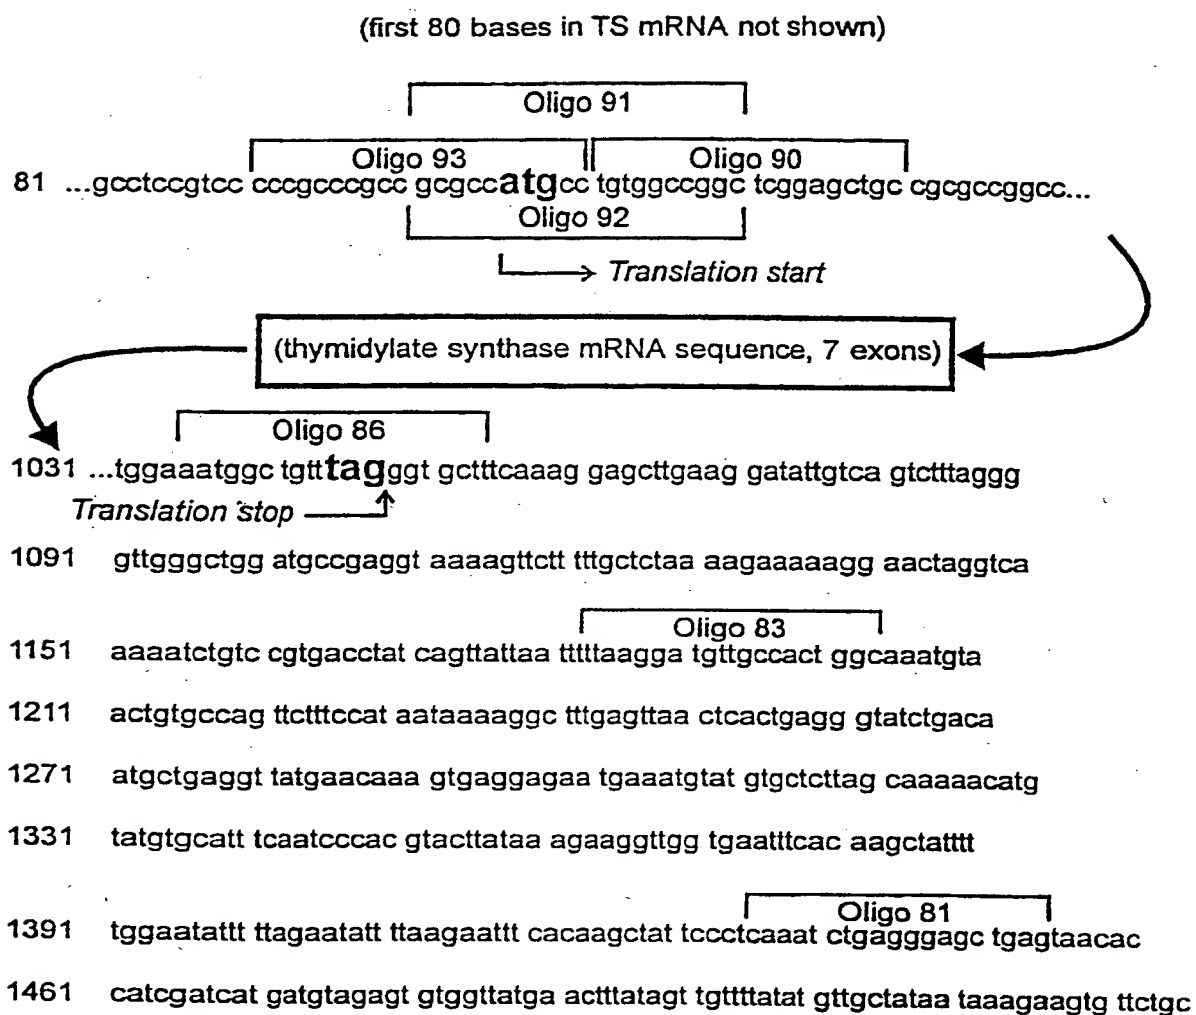 (first 80 bases in TS mRNA not shown)
Oligo 91
Oligo 93 Oligo 90
81 ...gcctccgtcc cccgcccgcc gcgccatgcc tgtggccggc tcggagctgc cgcgccggcc...
Oligo 92
Translation start
(thymidylate synthase mRNA sequence, 7 exons)
Oligo 86
1031 ...tggaaatggc tgtttagggt gctttcaaag gagcttgaag gatattgtca gtctttaggg
Translation stop
1091 gttgggctgg atgccgaggt aaaagttctt tttgctctaa aagaaaaagg aactaggtca
Oligo 83
1151 aaaatctgtc cgtgacctat cagttattaa tttttaagga tgttgccact ggcaaatgta
1211 actgtgccag ttctttccat aataaaaggc tttgagttaa ctcactgagg gtatctgaca
1271 atgctgaggt tatgaacaaa gtgaggagaa tgaaatgtat gtgctcttag caaaaacatg
1331 tatgtgcatt tcaatcccac gtacttataa agaaggttgg tgaatttcac aagctatttt
Oligo 81
1391 tggaatattt ttagaatatt ttaagaattt cacaagctat tccctcaaat ctgagggagc tgagtaacac
1461 catcgatcat gatgtagagt gtggttatga actttatagt tgttttatat gttgctataa taaagaagtg ttctgc